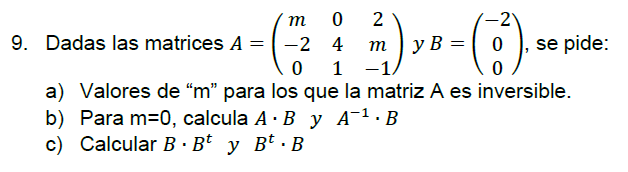 9. Dadas las matrices A = (m 0 2; −2 4 m; 0 1 −1) y B = (−2; 0; 0), se pide:
a) Valores de “m” para los que la matriz A es inversible.
b) Para m=0, calcula A · B y A⁻¹ · B
c) Calcular B · Bᵗ y Bᵗ · B